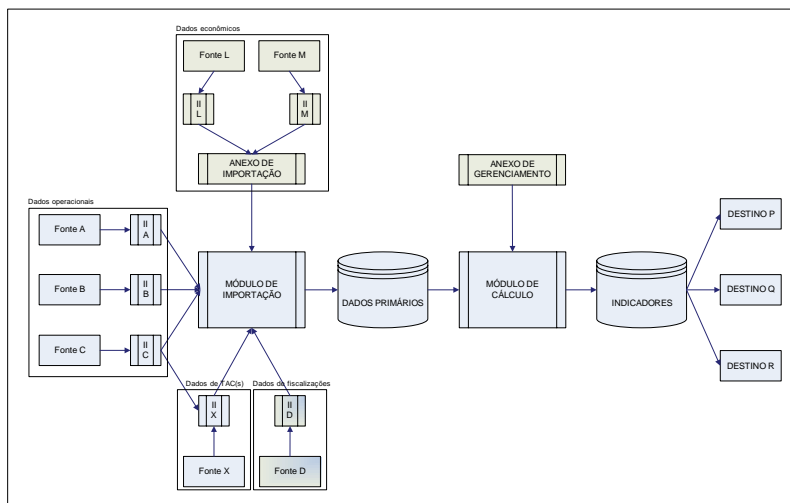 Dados econômicos
Fonte L
Fonte M
II
L
II
M
ANEXO DE
IMPORTAÇÃO
ANEXO DE
GERENCIAMENTO
Dados operacionais
Fonte A
II
A
Fonte B
II
B
Fonte C
II
C
MÓDULO DE
IMPORTAÇÃO
DADOS PRIMÁRIOS
MÓDULO DE
CÁLCULO
INDICADORES
DESTINO P
DESTINO Q
DESTINO R
Dados de TAC(s)
II
X
Fonte X
Dados de fiscalizações
II
D
Fonte D